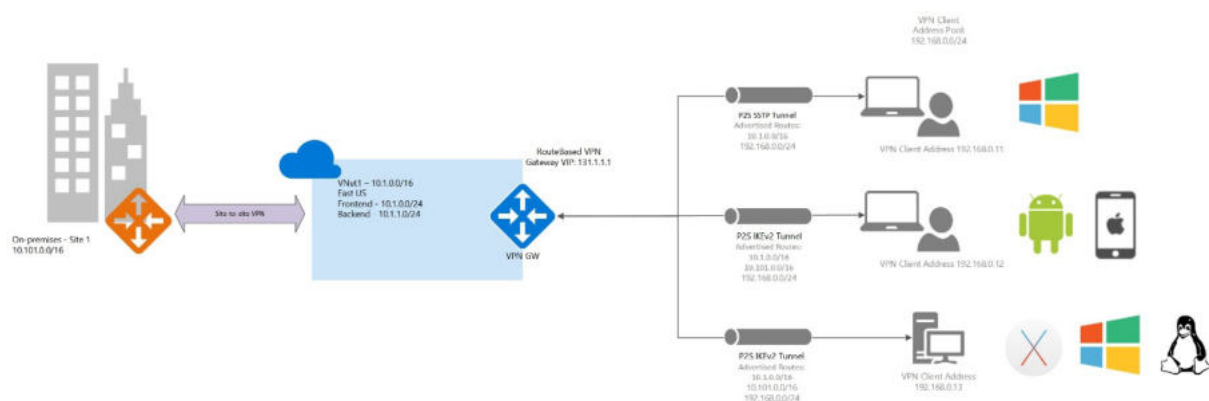 On-premises - Site 1
10.101.0.0/16
Site to site VPN
VNet1 - 10.1.0.0/16
East US
Frontend - 10.1.0.0/24
Backend - 10.1.1.0/24
RouteBased VPN
Gateway VIP: 131.1.1.1
VPN GW
VPN Client
Address Pool:
192.168.0.0/24
P2S SSTP Tunnel
Advertised Routes:
10.1.0.0/16
192.168.0.0/24
VPN Client Address 192.168.0.11
P2S IKEv2 Tunnel
Advertised Routes:
10.1.0.0/16
10.101.0.0/16
192.168.0.0/24
VPN Client Address 192.168.0.12
P2S IKEv2 Tunnel
Advertised Routes:
10.1.0.0/16
10.101.0.0/16
192.168.0.0/24
VPN Client Address
192.168.0.13